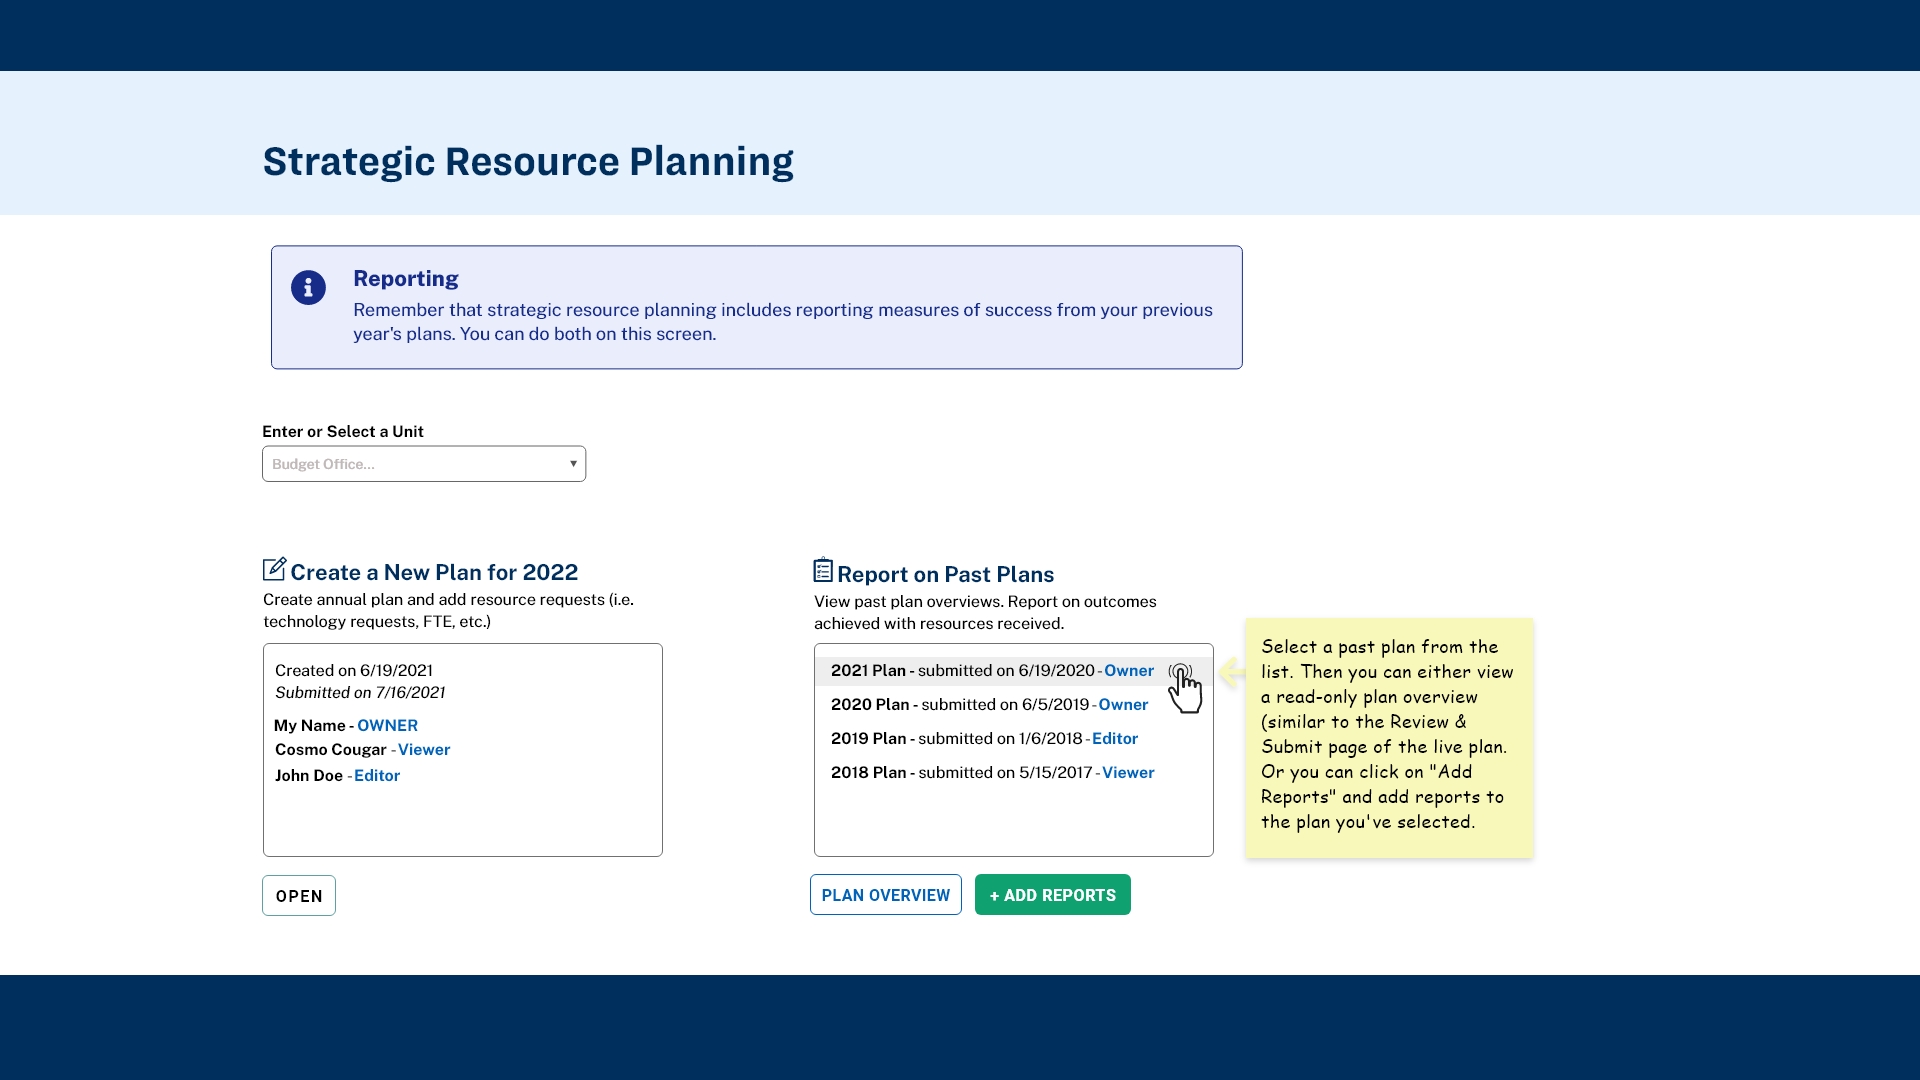 Strategic Resource Planning
Reporting
Remember that strategic resource planning includes reporting measures of success from your previous
year's plans. You can do both on this screen.
Enter or Select a Unit
Budget Office...
Create a New Plan for 2022
Create annual plan and add resource requests (i.e.
technology requests, FTE, etc.)
Created on 6/19/2021
Submitted on 7/16/2021
My Name - OWNER
Cosmo Cougar - Viewer
John Doe - Editor
OPEN
Report on Past Plans
View past plan overviews. Report on outcomes
achieved with resources received.
2021 Plan - submitted on 6/19/2020 - Owner
2020 Plan - submitted on 6/5/2019 - Owner
2019 Plan - submitted on 1/6/2018 - Editor
2018 Plan - submitted on 5/15/2017 - Viewer
PLAN OVERVIEW
+ ADD REPORTS
Select a past plan from the
list. Then you can either view
a read-only plan overview
(similar to the Review &
Submit page of the live plan.
Or you can click on "Add
Reports" and add reports to
the plan you've selected.